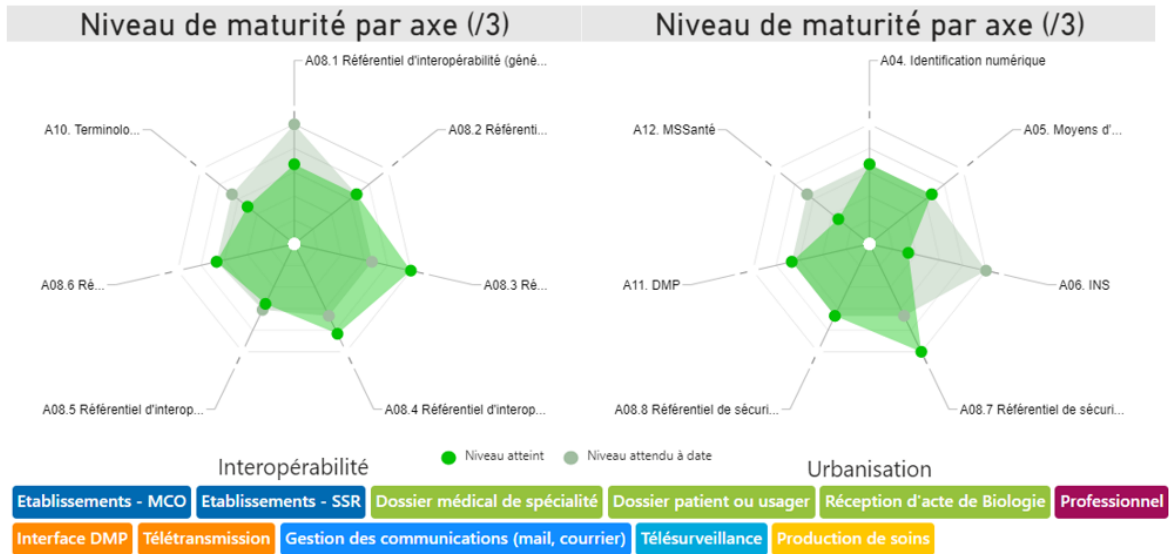 Niveau de maturité par axe (/3)
Niveau de maturité par axe (/3)
A08.1 Référentiel d'interopérabilité (géné...
A10. Terminolo...
A08.2 Référenti...
A08.6 Ré...
A08.3 Ré...
A08.5 Référentiel d'interop...
A08.4 Référentiel d'interop...
A04. Identification numérique
A12. MSSanté
A05. Moyens d'...
A11. DMP
A06. INS
A08.8 Référentiel de sécuri...
A08.7 Référentiel de sécuri...
Interopérabilité
Niveau atteint
Niveau attendu à date
Urbanisation
Etablissements - MCO
Etablissements - SSR
Dossier médical de spécialité
Dossier patient ou usager
Réception d'acte de Biologie
Professionnel
Interface DMP
Télétransmission
Gestion des communications (mail, courrier)
Télésurveillance
Production de soins